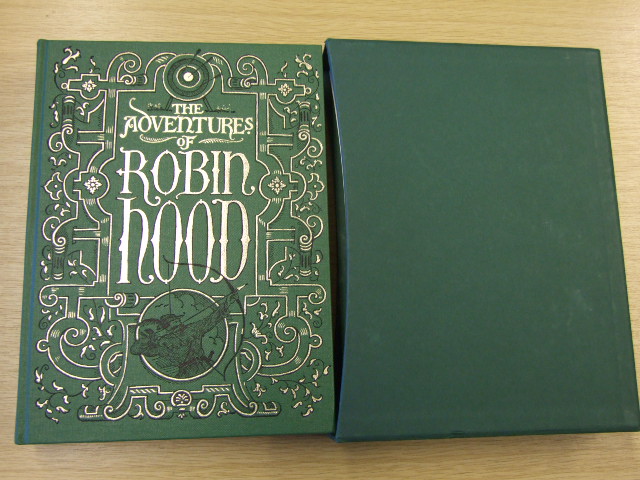 THE
ADVENTURES
OF
ROBIN
HOOD